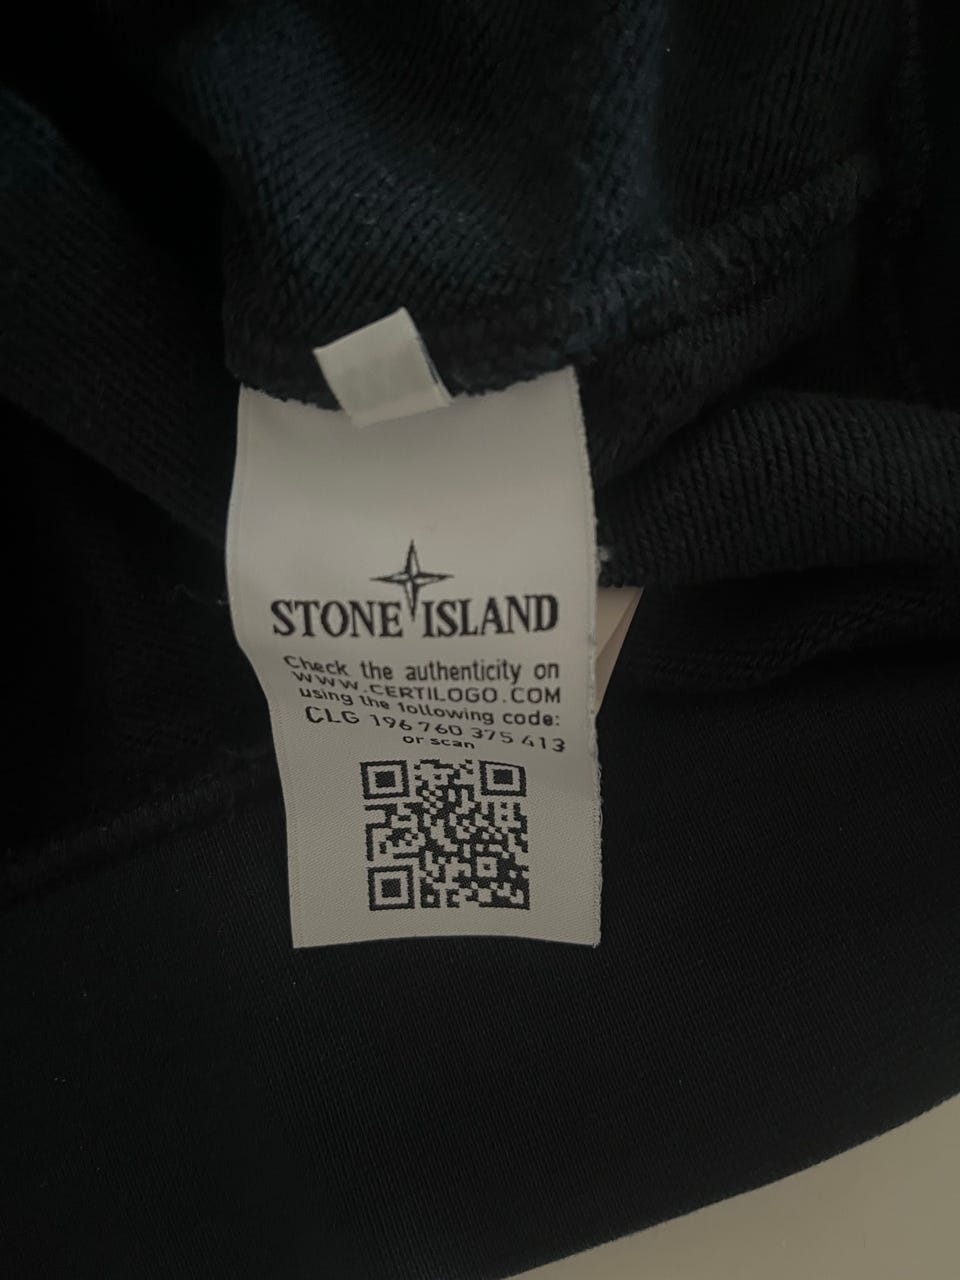 STONE ISLAND
Check the authenticity on
WWW.CERTILOGO.COM
using the following code:
CLG 196 760 375 413
or scan